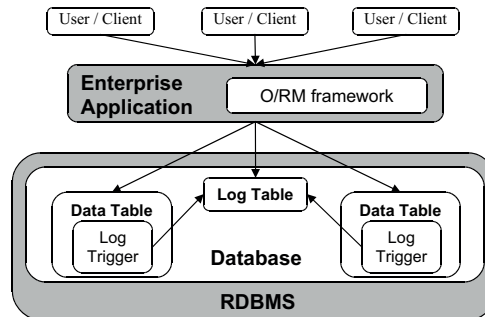 User / Client
User / Client
User / Client
Enterprise
Application
O/RM framework
Log Table
Data Table
Log
Trigger
Data Table
Log
Trigger
Database
RDBMS